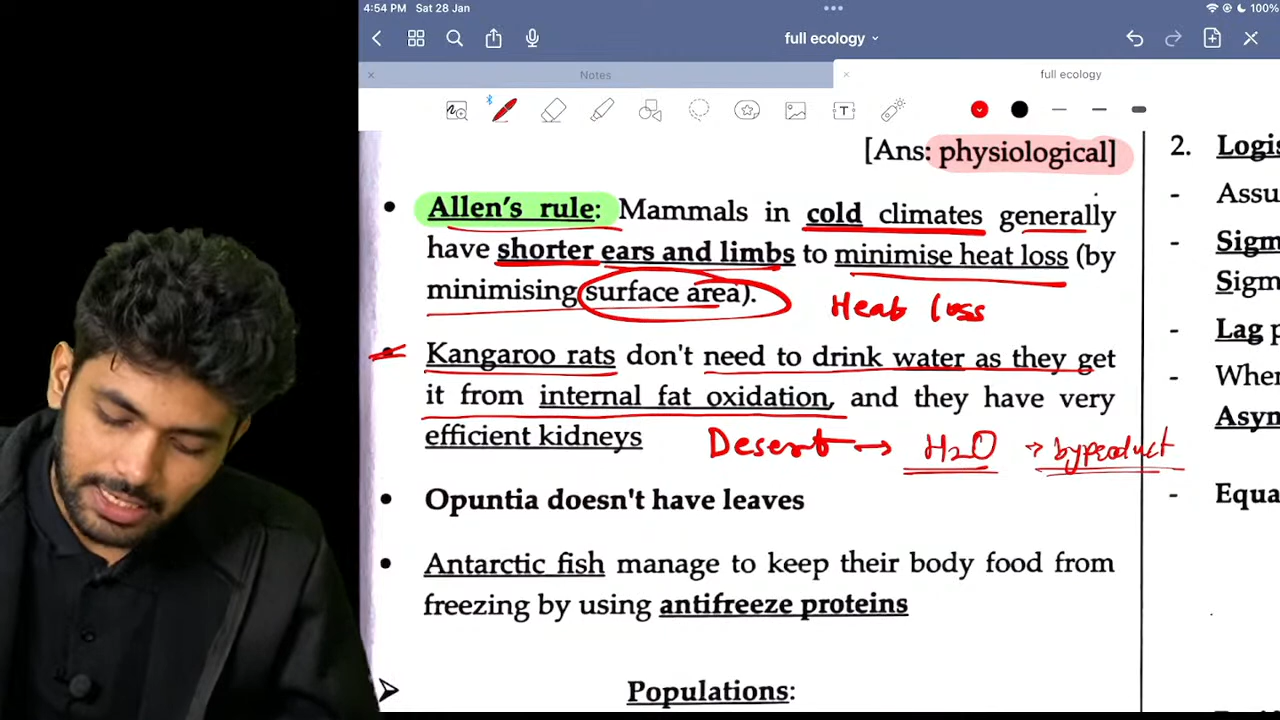 4:54 PM Sat 28 Jan
100%
full ecology
Notes
full ecology
[Ans: physiological]
Allen's rule: Mammals in cold climates generally
have shorter ears and limbs to minimise heat loss (by
minimising surface area).
Heat loss
Kangaroo rats don't need to drink water as they get
it from internal fat oxidation, and they have very
efficient kidneys
Desert → H2O → byproduct
Opuntia doesn't have leaves
Antarctic fish manage to keep their body food from
freezing by using antifreeze proteins
Populations:
2. Logis
- Assu
- Sigm
Sigm
- Lag p
- When
Asyn
- Equa